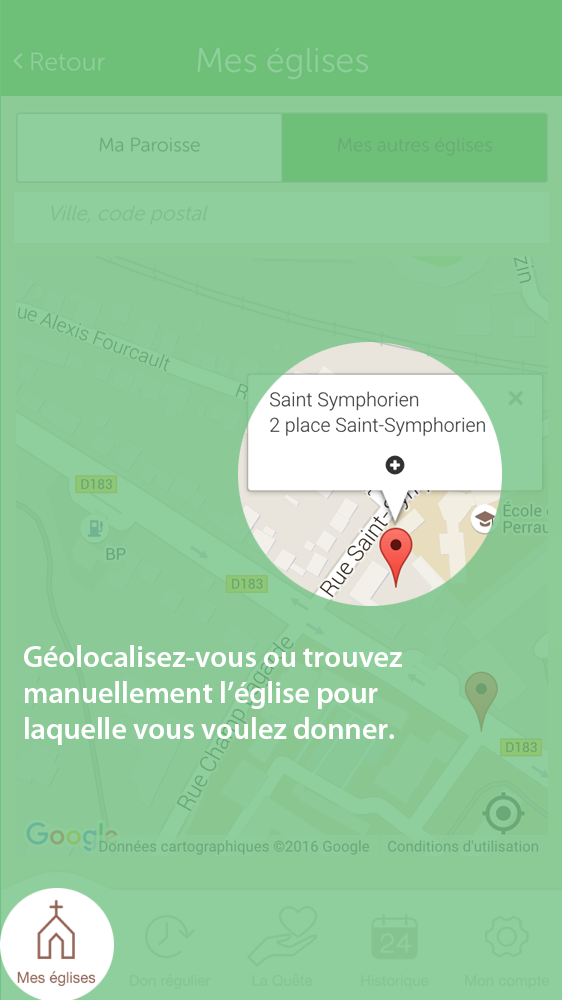 Retour
Mes églises
Ma Paroisse
Mes autres églises
Ville, code postal
zin
ue Alexis Fourcault
R
Saint Symphorien
2 place Saint-Symphorien
D183
École
Perrau
BP
Rue Saint-Sym
D183
Géolocalisez-vous ou trouvez
manuellement l’église pour
laquelle vous voulez donner.
Rue Champ Lagarde
D183
Google
Données cartographiques ©2016 Google
Conditions d'utilisation
Mes églises
Don régulier
La Quête
24
Historique
Mon compte